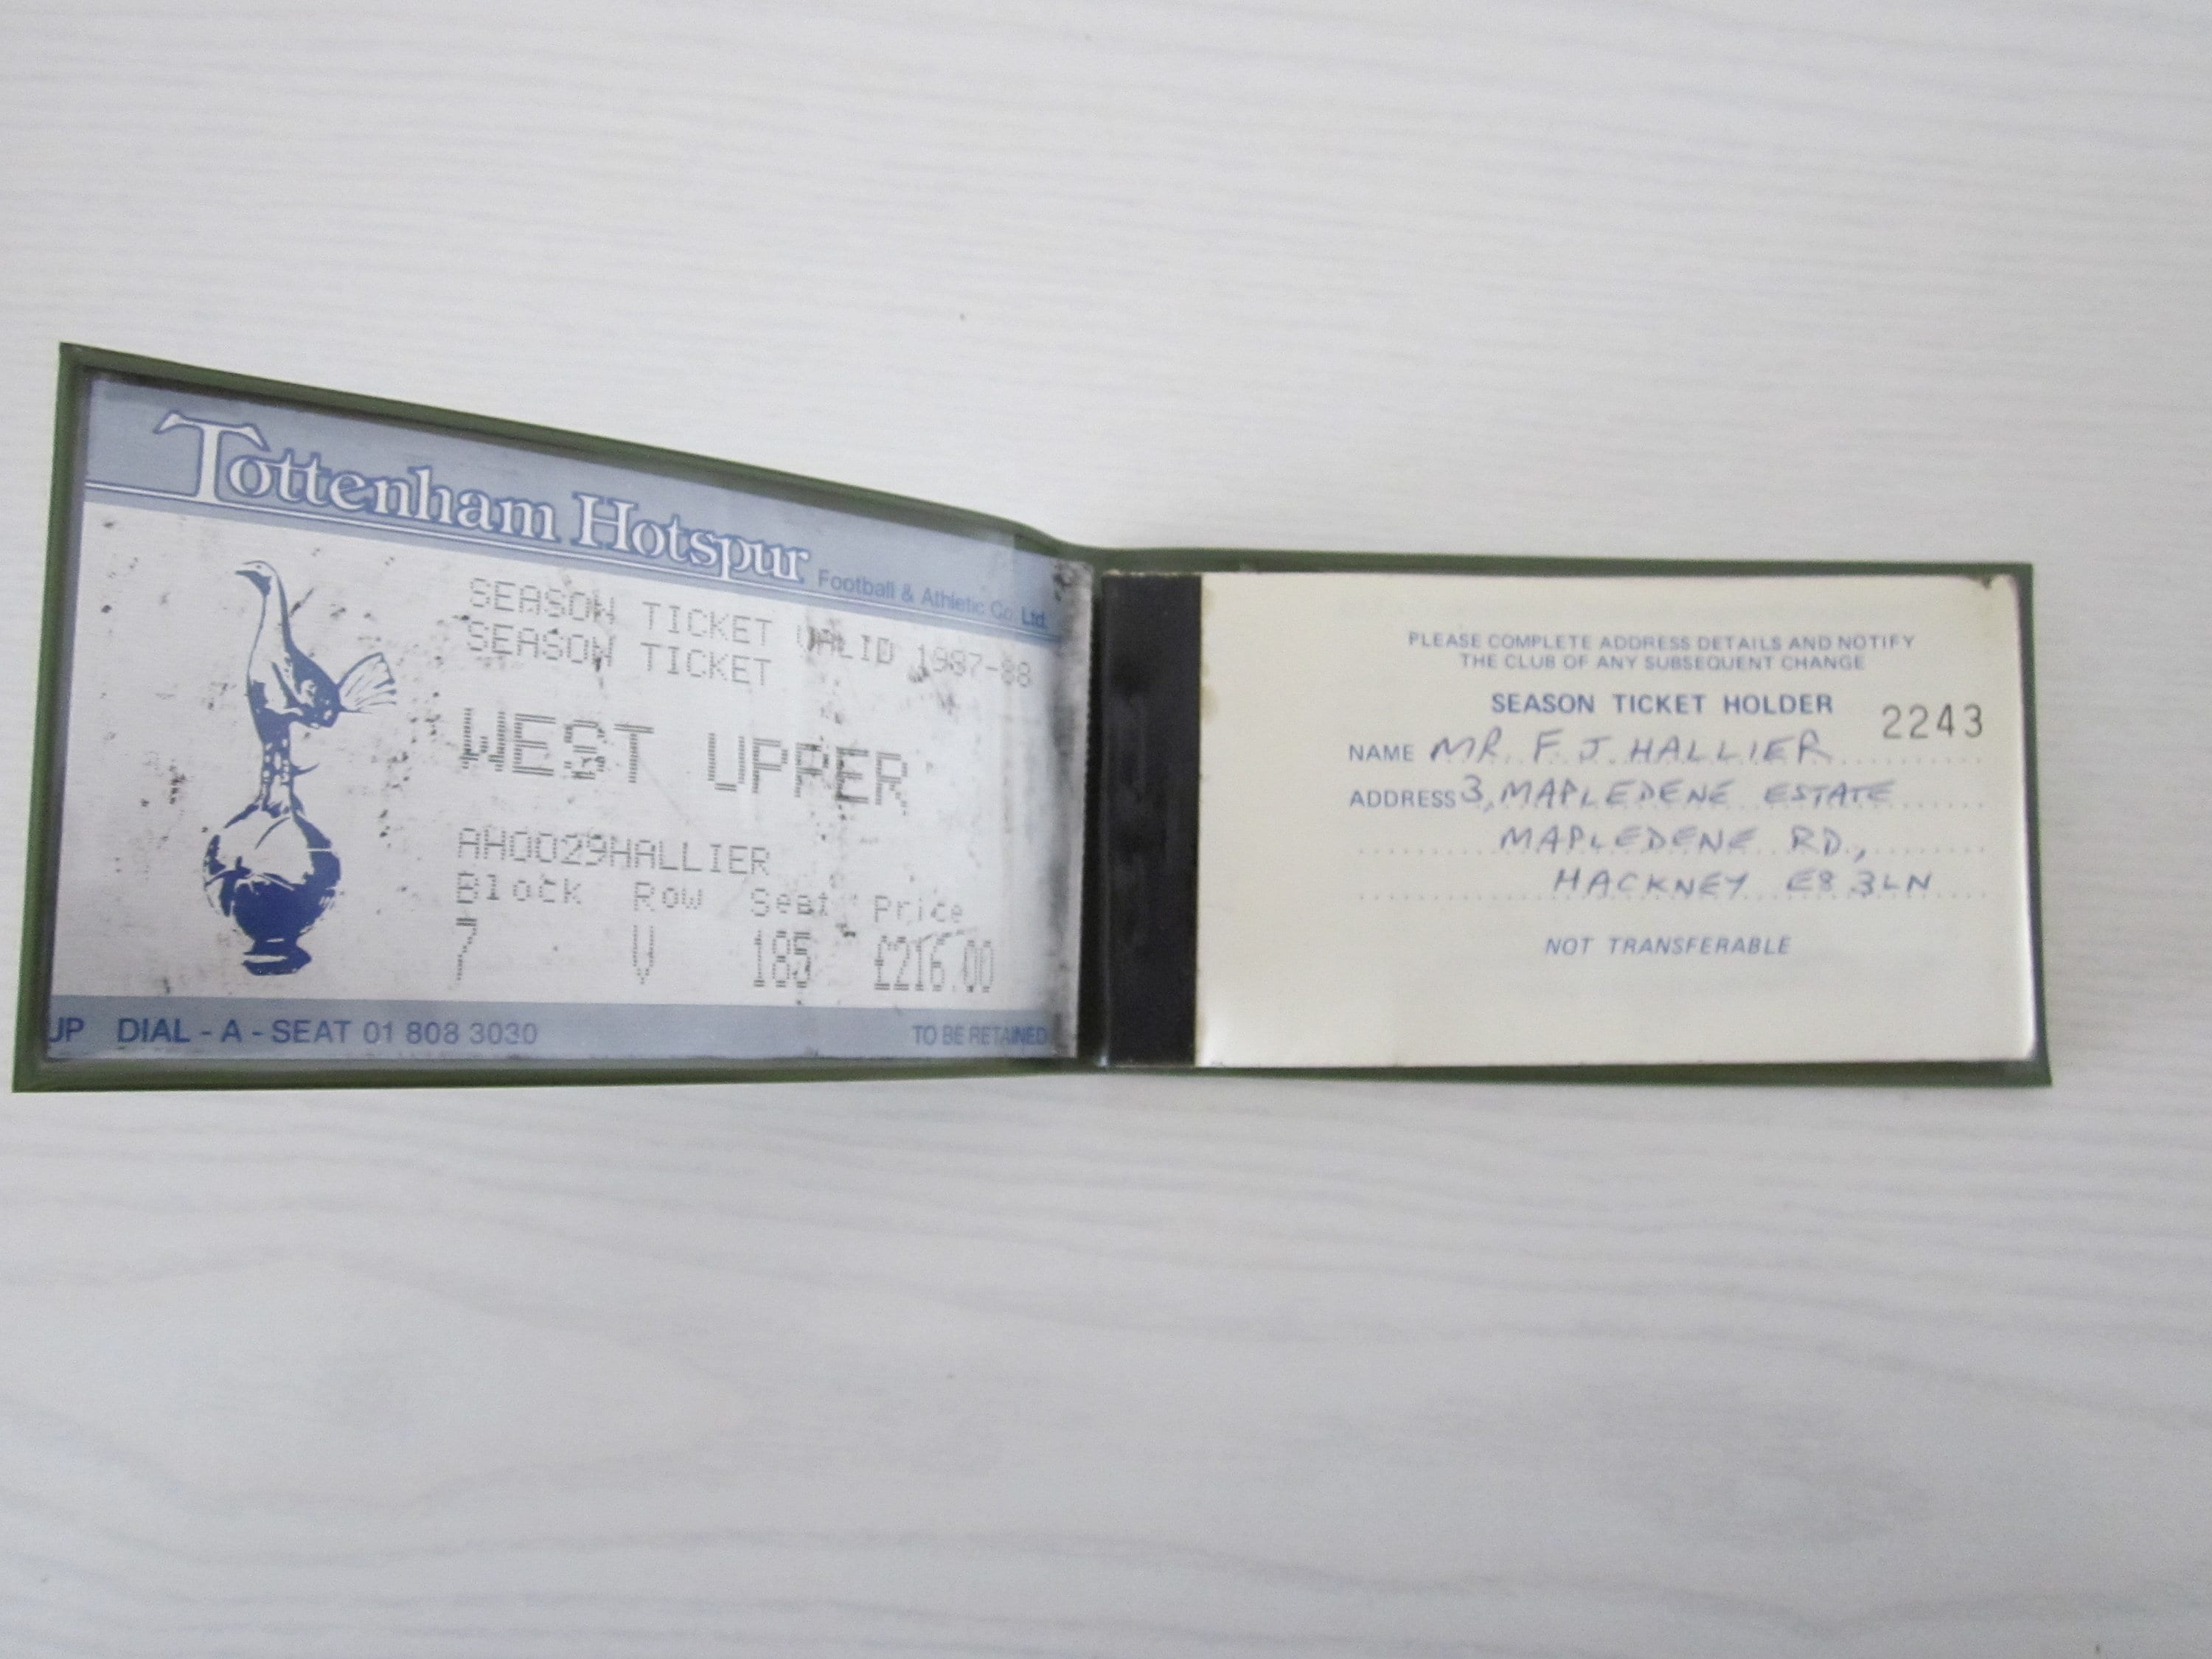 Tottenham Hotspur Football & Athletic Co. Ltd.
SEASON TICKET VALID 1987-88
SEASON TICKET
WEST UPPER
AH0029HALLIER
Block Row Seat Price
7 V 185 £216.00
UP DIAL - A - SEAT 01 808 3030 TO BE RETAINED
PLEASE COMPLETE ADDRESS DETAILS AND NOTIFY
THE CLUB OF ANY SUBSEQUENT CHANGE
SEASON TICKET HOLDER
2243
NAME MR. F. J. HALLIER
ADDRESS 3, MAPLEDENE ESTATE
MAPLEDENE RD.,
HACKNEY E8 3LN
NOT TRANSFERABLE